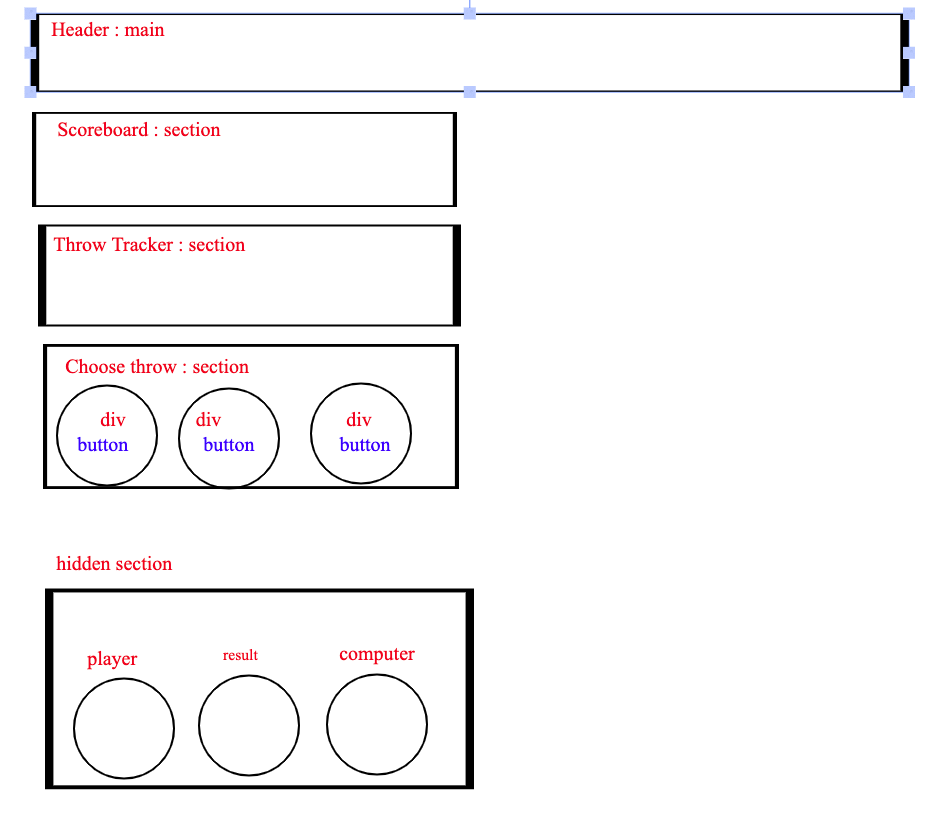 Header : main
Scoreboard : section
Throw Tracker : section
Choose throw : section
div div div
button button button
hidden section
player result computer